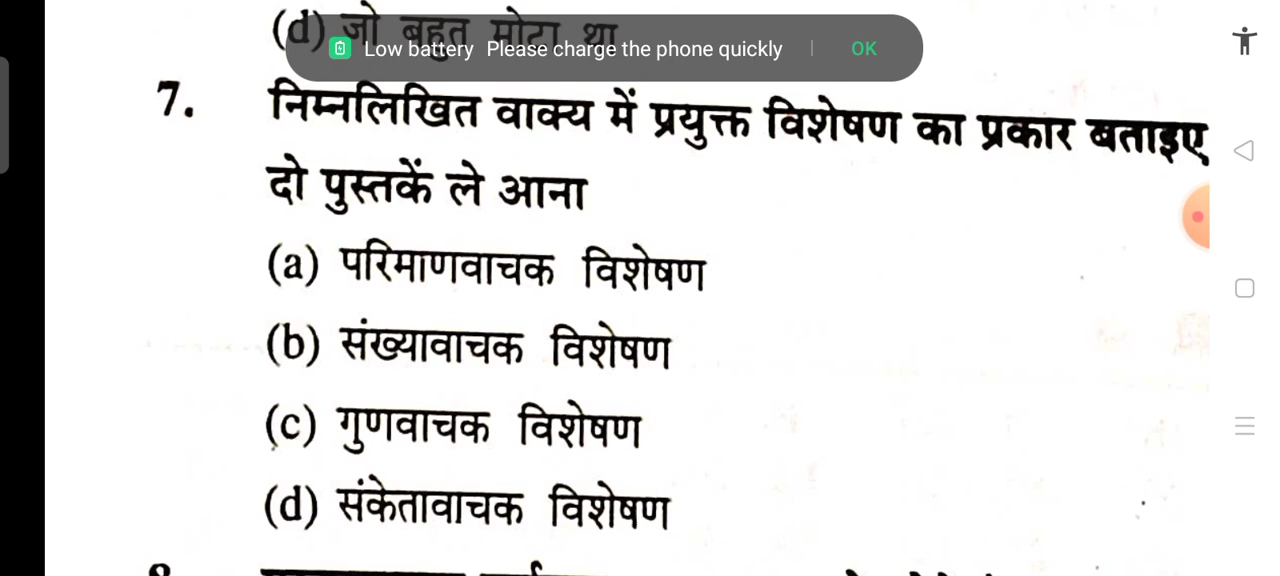 (d) जो बहुत मोटा था
Low battery Please charge the phone quickly OK
7. निम्नलिखित वाक्य में प्रयुक्त विशेषण का प्रकार बताइए
दो पुस्तकें ले आना
(a) परिमाणवाचक विशेषण
(b) संख्यावाचक विशेषण
(c) गुणवाचक विशेषण
(d) संकेतावाचक विशेषण